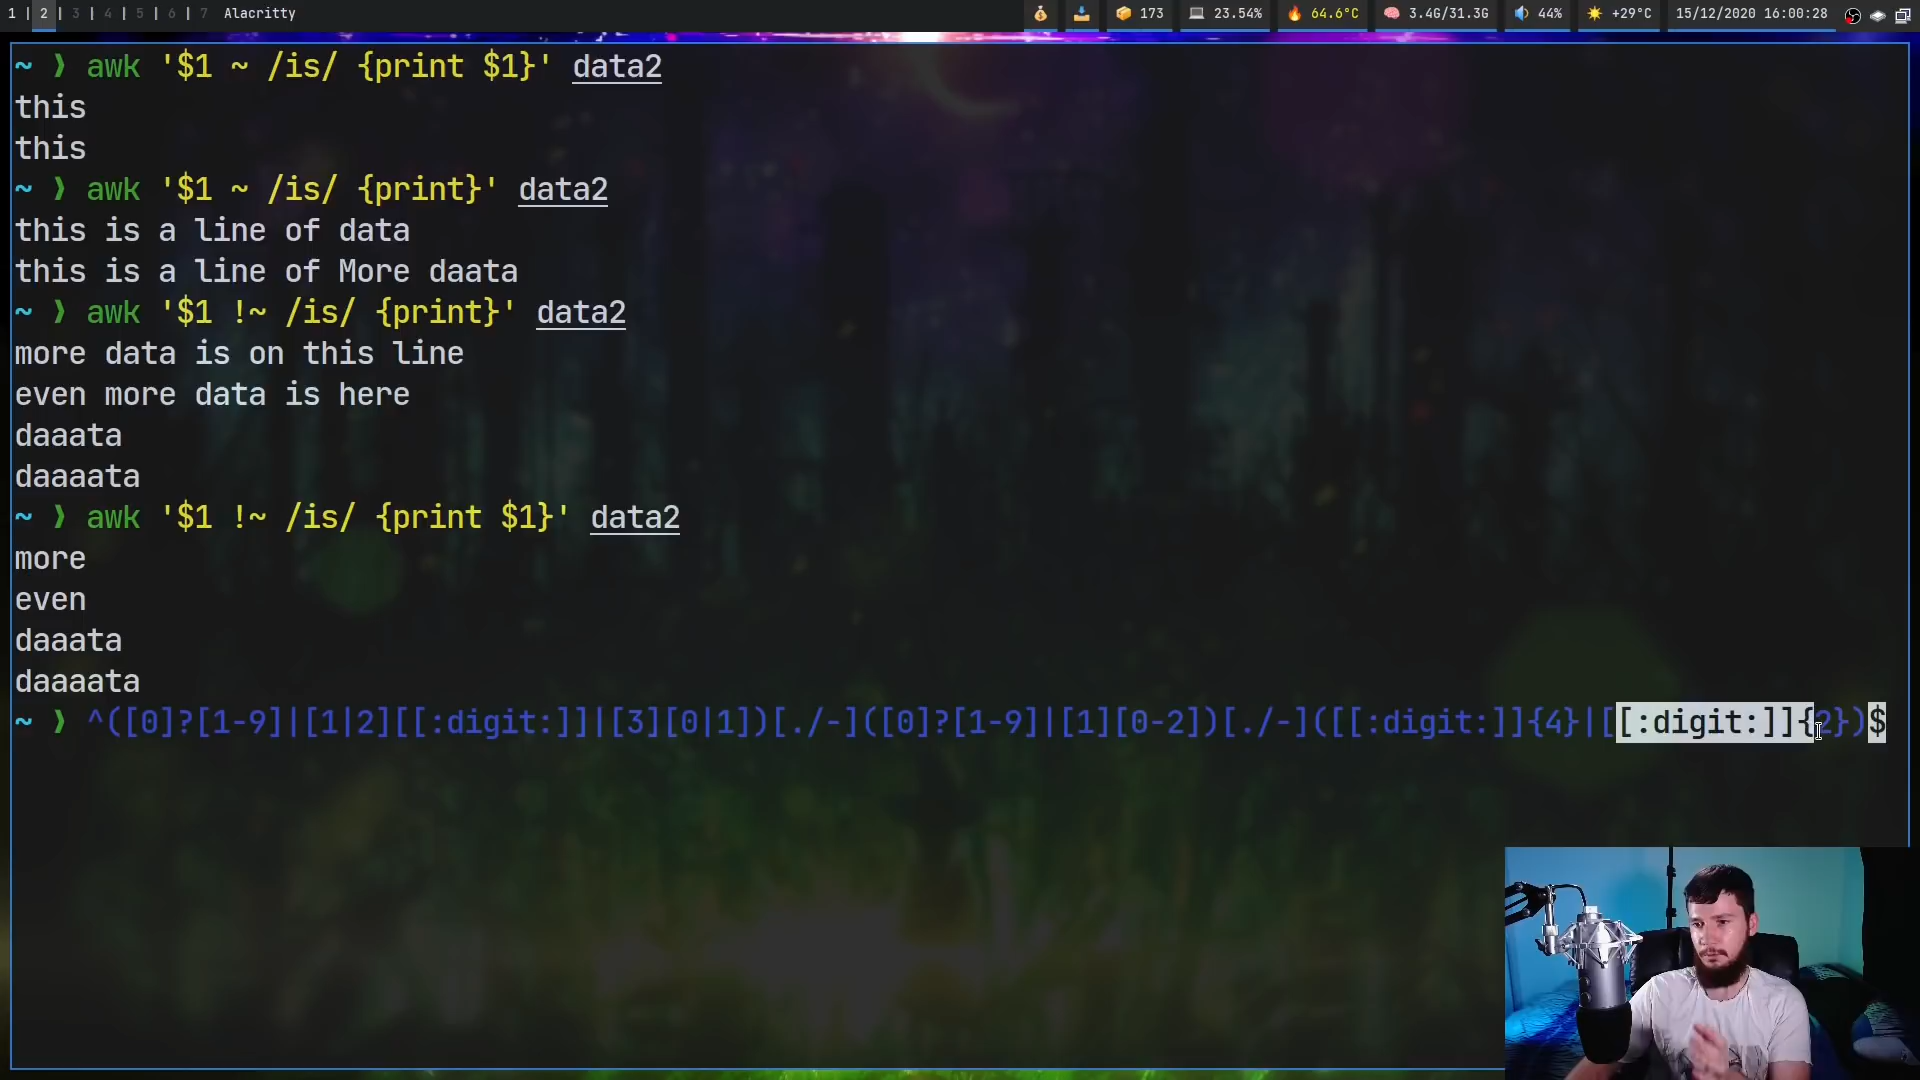 1 | 2 | 3 | 4 | 5 | 6 | 7 Alacritty 173 23.54% 64.6°C 3.4G/31.3G 44% +29°C 15/12/2020 16:00:28
~ ❯ awk '$1 ~ /is/ {print $1}' data2
this
this
~ ❯ awk '$1 ~ /is/ {print}' data2
this is a line of data
this is a line of More daata
~ ❯ awk '$1 !~ /is/ {print}' data2
more data is on this line
even more data is here
daaata
daaaata
~ ❯ awk '$1 !~ /is/ {print $1}' data2
more
even
daaata
daaaata
~ ❯ ^([0]?[1-9]|[1|2][[:digit:]]|[3][0|1])[./-]([0]?[1-9]|[1][0-2])[./-]([[:digit:]]{4}|[[:digit:]]{2})$